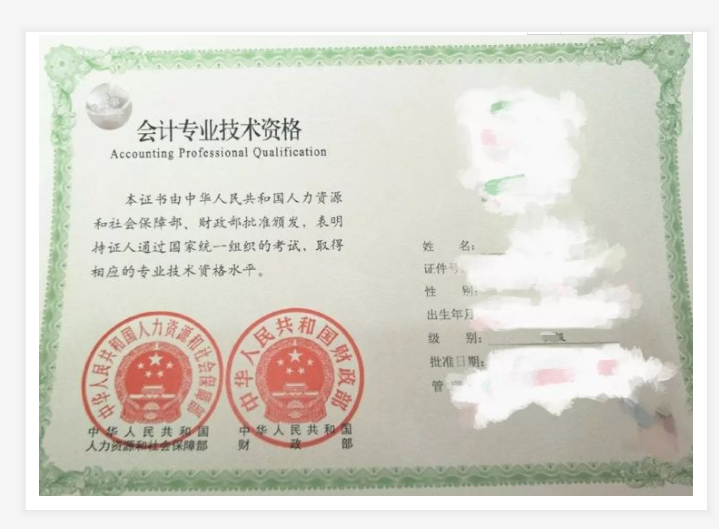 会计专业技术资格
Accounting Professional Qualification
本证书由中华人民共和国人力资源
和社会保障部、财政部批准颁发，表明
持证人通过国家统一组织的考试，取得
相应的专业技术资格水平。
姓 名：
证件号
性 别：
出生年月
级 别： 级
批准日期：
管
中华人民共和国人力资源和社会保障部
中华人民共和国财政部
中华人民共和国
人力资源和社会保障部
中华人民共和国
财政部